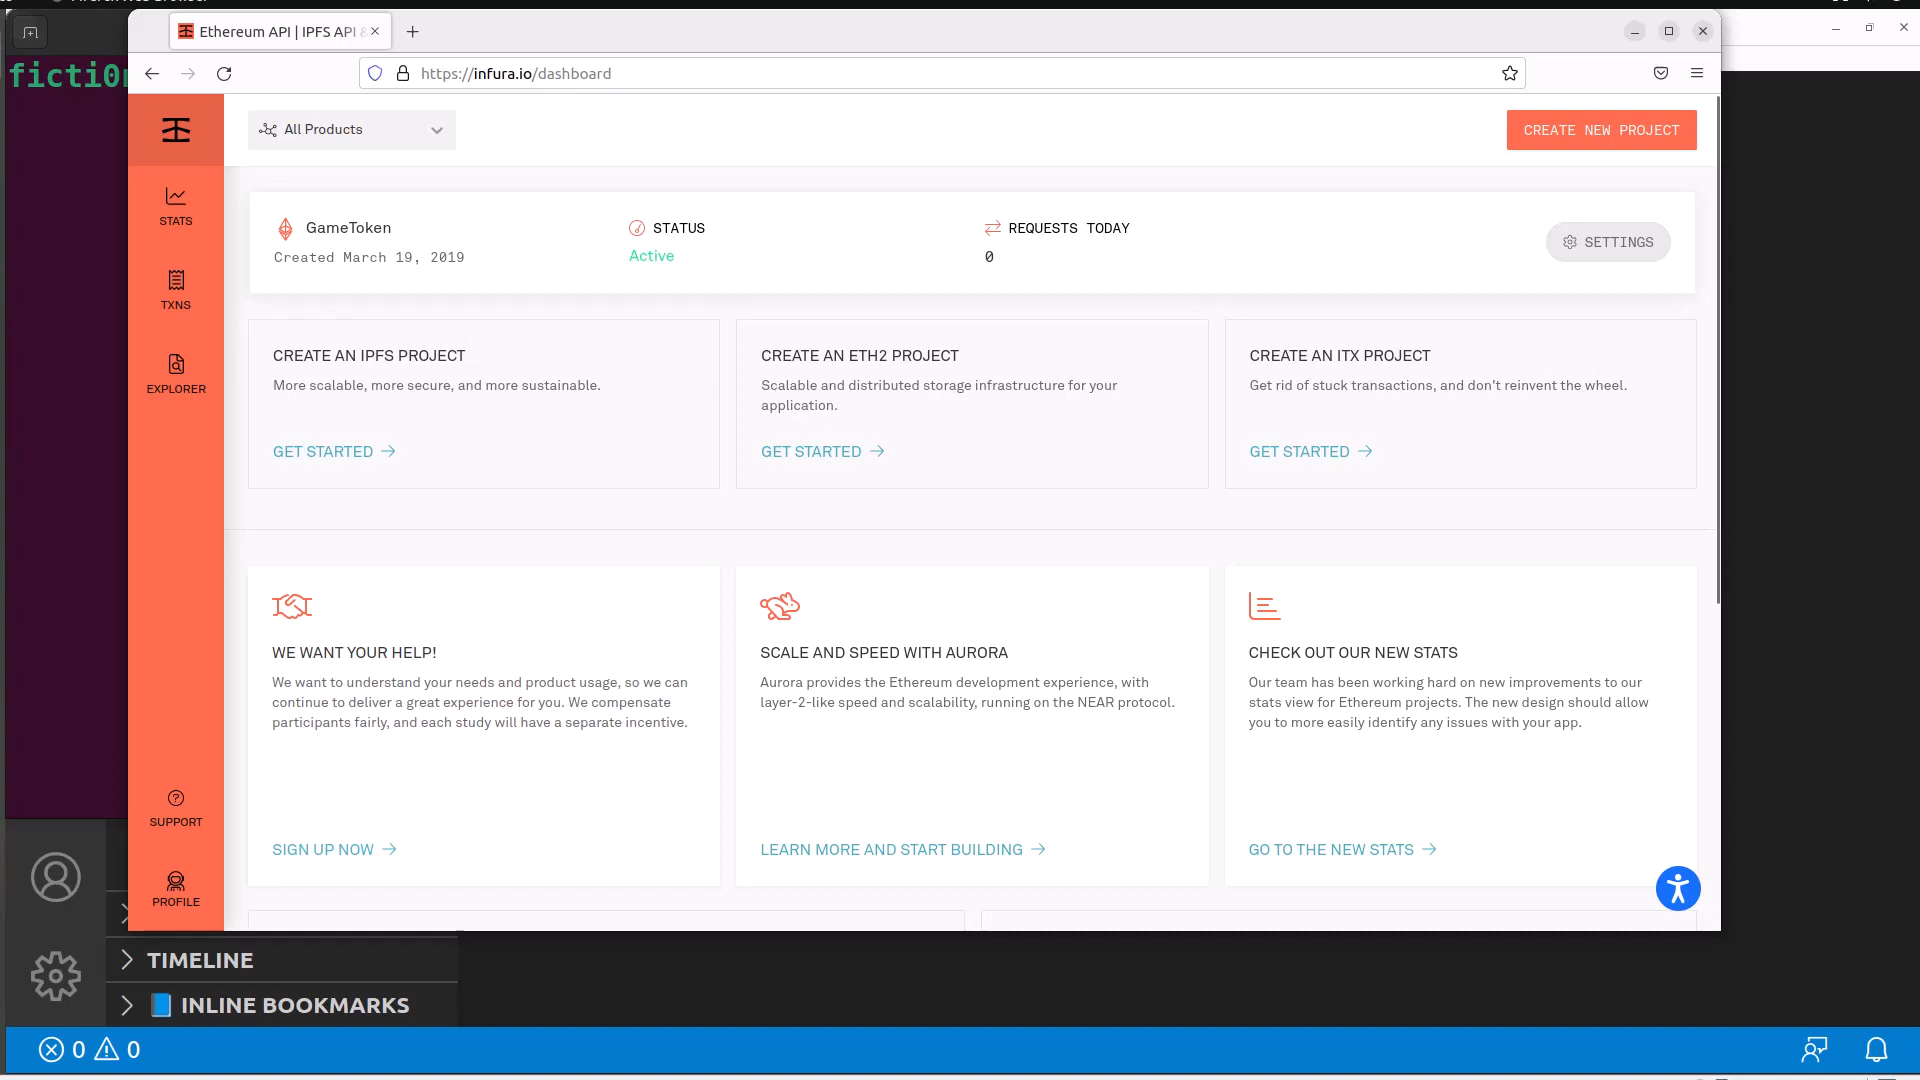 Ethereum API | IPFS API &
https://infura.io/dashboard
ficti0
All Products
CREATE NEW PROJECT
STATS
TXNS
EXPLORER
SUPPORT
PROFILE
GameToken
Created March 19, 2019
STATUS
Active
REQUESTS TODAY
0
SETTINGS
CREATE AN IPFS PROJECT
More scalable, more secure, and more sustainable.
GET STARTED
CREATE AN ETH2 PROJECT
Scalable and distributed storage infrastructure for your
application.
GET STARTED
CREATE AN ITX PROJECT
Get rid of stuck transactions, and don't reinvent the wheel.
GET STARTED
WE WANT YOUR HELP!
We want to understand your needs and product usage, so we can
continue to deliver a great experience for you. We compensate
participants fairly, and each study will have a separate incentive.
SIGN UP NOW
SCALE AND SPEED WITH AURORA
Aurora provides the Ethereum development experience, with
layer-2-like speed and scalability, running on the NEAR protocol.
LEARN MORE AND START BUILDING
CHECK OUT OUR NEW STATS
Our team has been working hard on new improvements to our
stats view for Ethereum projects. The new design should allow
you to more easily identify any issues with your app.
GO TO THE NEW STATS
TIMELINE
INLINE BOOKMARKS
0 0